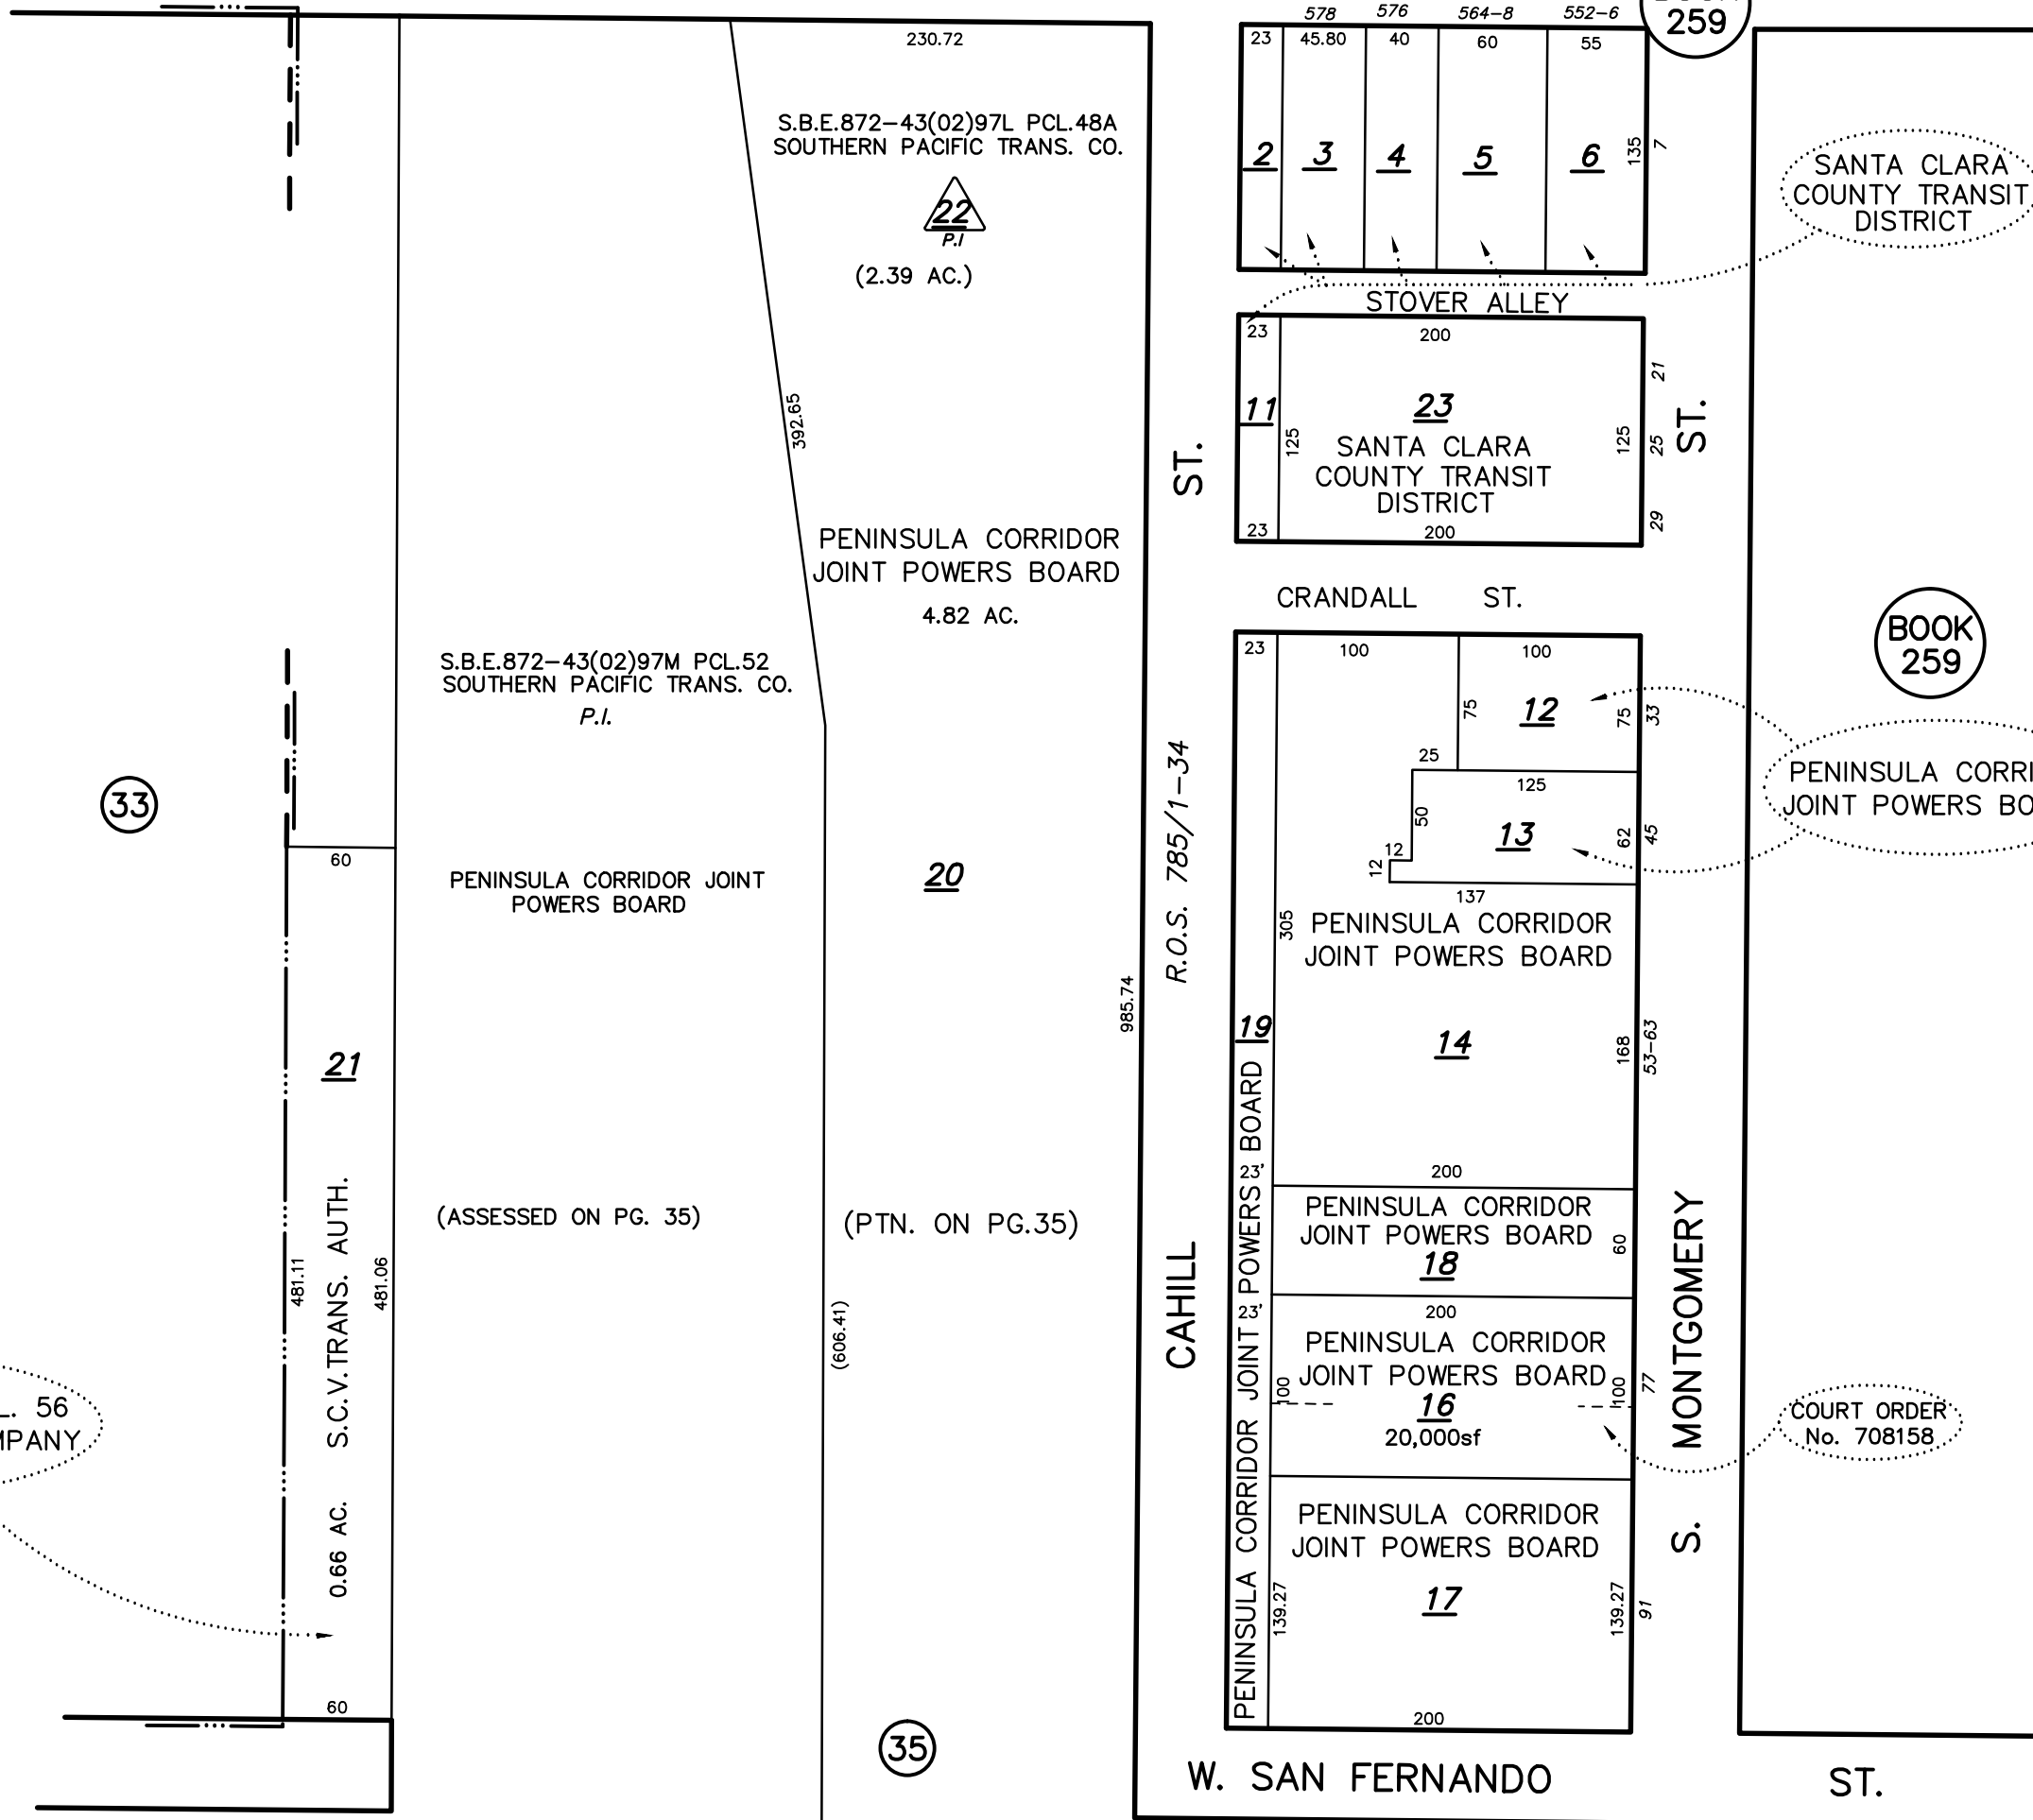 230.72
S.B.E.872-43(02)97L PCL.48A
SOUTHERN PACIFIC TRANS. CO.
22
P.I
(2.39 AC.)
392.65
PENINSULA CORRIDOR
JOINT POWERS BOARD
4.82 AC.
S.B.E.872-43(02)97M PCL.52
SOUTHERN PACIFIC TRANS. CO.
P.I.
33
60
PENINSULA CORRIDOR JOINT
POWERS BOARD
20
985.74
21
(ASSESSED ON PG. 35)
(PTN. ON PG.35)
481.11
S.C.V.TRANS. AUTH.
0.66 AC.
481.06
(606.41)
56
60
35
CAHILL ST.
R.O.S. 785/1-34
578
576
564-8
552-6
259
23
45.80
40
60
55
2
3
4
5
6
135
7
SANTA CLARA
COUNTY TRANSIT
DISTRICT
STOVER ALLEY
23
200
21
11
23
125
SANTA CLARA
COUNTY TRANSIT
DISTRICT
125
25
29
23
200
CRANDALL ST.
BOOK
259
23
100
100
75
12
75
33
25
125
PENINSULA
JOINT POWERS
50
13
62
45
12
12
137
305
PENINSULA CORRIDOR
JOINT POWERS BOARD
19
14
168
53-63
PENINSULA CORRIDOR JOINT POWERS BOARD
23'
200
PENINSULA CORRIDOR
JOINT POWERS BOARD
60
18
23'
200
PENINSULA CORRIDOR
JOINT POWERS BOARD
100
16
100
77
20,000sf
COURT ORDER
No. 708158
PENINSULA CORRIDOR
JOINT POWERS BOARD
139.27
17
139.27
91
200
S. MONTGOMERY ST.
W. SAN FERNANDO ST.